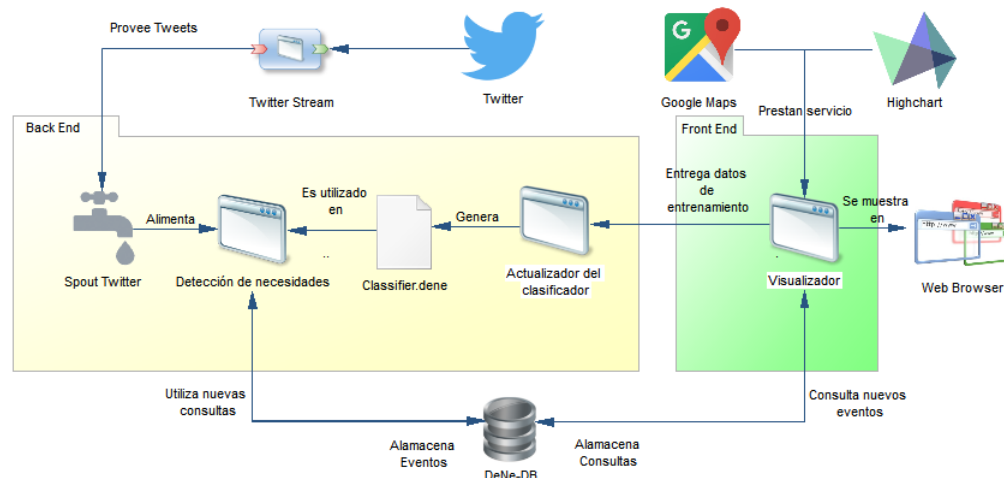 Provee Tweets
Twitter Stream
Twitter
Google Maps
Highchart
Prestan servicio
Back End
Front End
Spout Twitter
Alimenta
Detección de necesidades
Es utilizado
en
..
Classifier.dene
Genera
Actualizador del
clasificador
Entrega datos
de
entrenamiento
Visualizador
Se muestra
en
Web Browser
Utiliza nuevas
consultas
Alamacena
Eventos
DeNe-DB
Alamacena
Consultas
Consulta nuevos
eventos